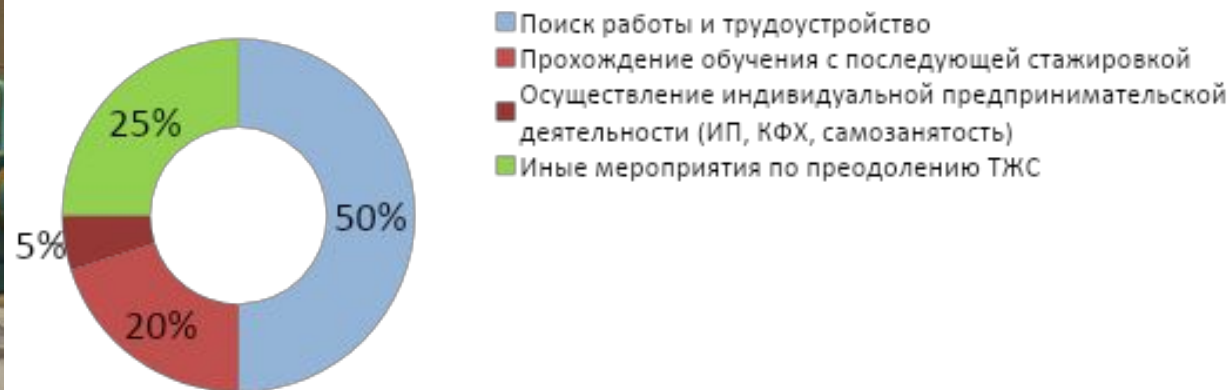 Поиск работы и трудоустройство
Прохождение обучения с последующей стажировкой
Осуществление индивидуальной предпринимательской
деятельности (ИП, КФХ, самозанятость)
Иные мероприятия по преодолению ТЖС
25%
50%
5%
20%